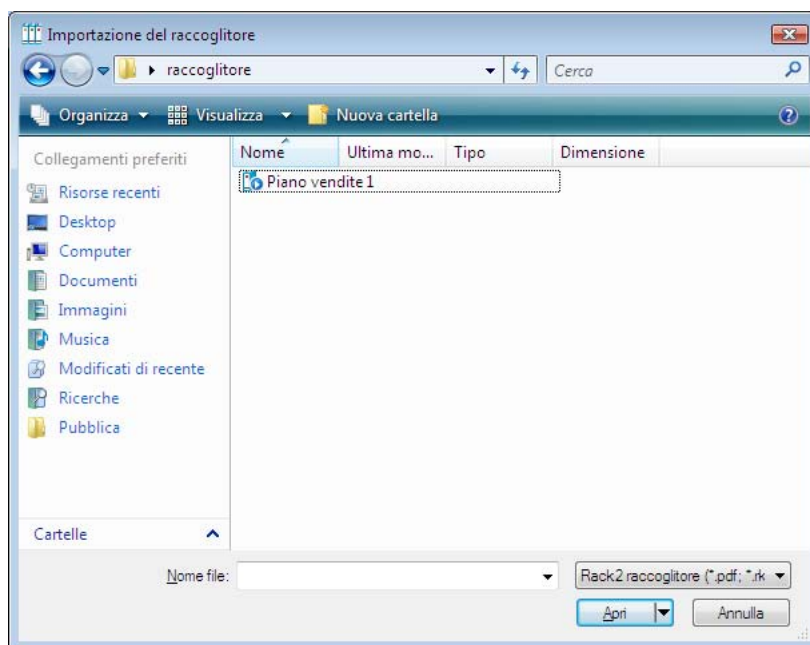 Importazione del raccoglitore
raccoglitore
Cerca
Organizza Visualizza Nuova cartella
Collegamenti preferiti
Nome Ultima mo... Tipo Dimensione
Piano vendite 1
Risorse recenti
Desktop
Computer
Documenti
Immagini
Musica
Modificati di recente
Ricerche
Pubblica
Cartelle
Nome file:
Rack2 raccoglitore (*.pdf; *.rk
Apri Annulla